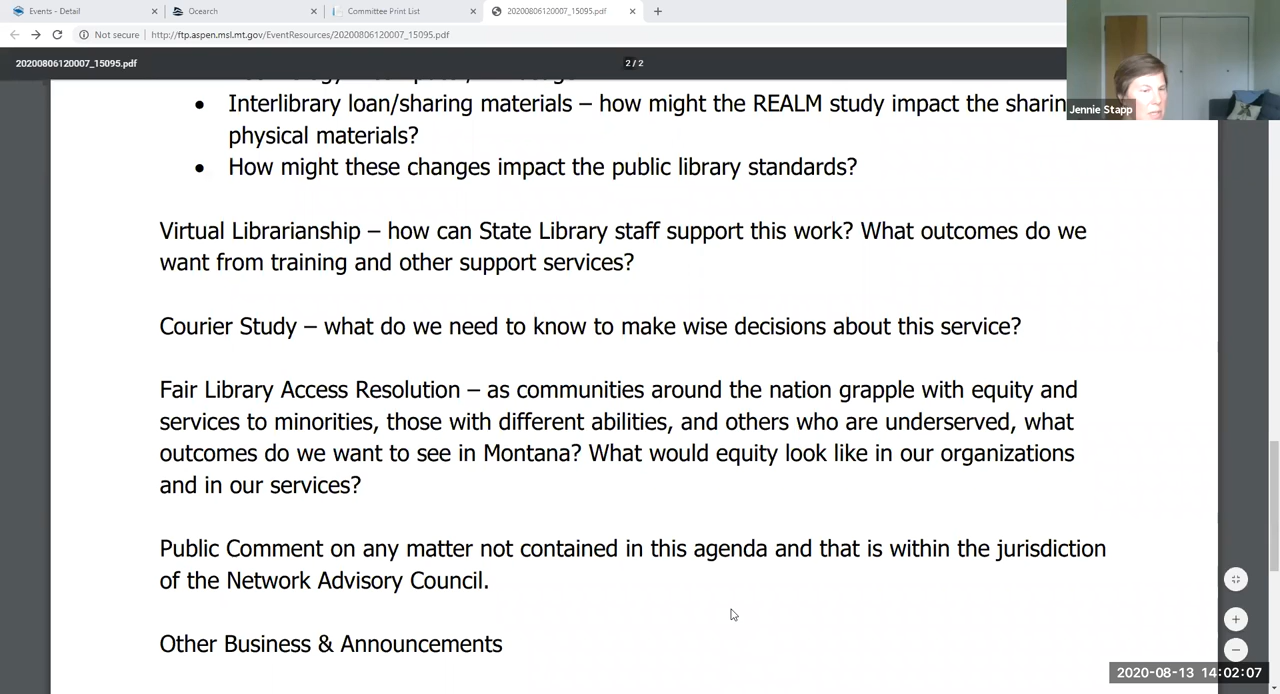 Events - Detail
Ocearch
Committee Print List
20200806120007_15095.pdf
Not secure
http://ftp.aspen.msl.mt.gov/EventResources/20200806120007_15095.pdf
20200806120007_15095.pdf
2 / 2
Jennie Stapp
• Interlibrary loan/sharing materials – how might the REALM study impact the
physical materials?
• How might these changes impact the public library standards?
Virtual Librarianship – how can State Library staff support this work? What outcomes do we
want from training and other support services?
Courier Study – what do we need to know to make wise decisions about this service?
Fair Library Access Resolution – as communities around the nation grapple with equity and
services to minorities, those with different abilities, and others who are underserved, what
outcomes do we want to see in Montana? What would equity look like in our organizations
and in our services?
Public Comment on any matter not contained in this agenda and that is within the jurisdiction
of the Network Advisory Council.
Other Business & Announcements
2020-08-13 14:02:07